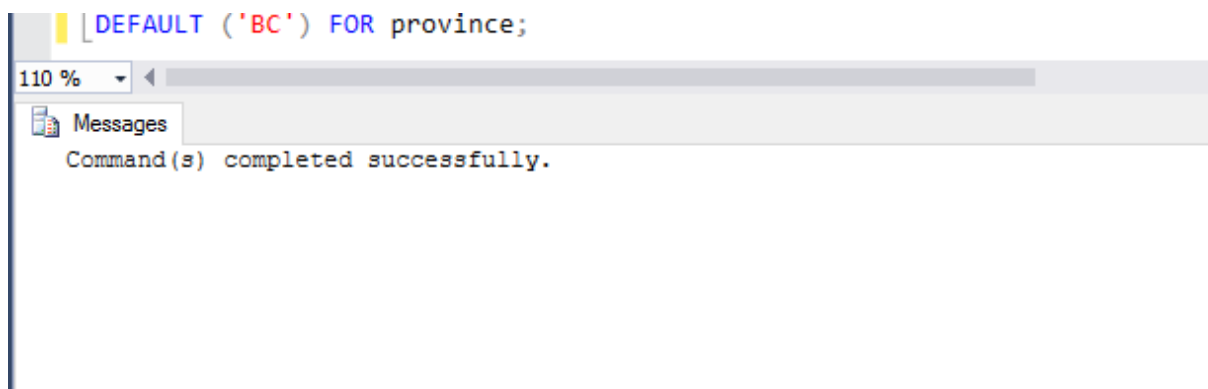 DEFAULT ('BC') FOR province;
110 %
Messages
Command(s) completed successfully.